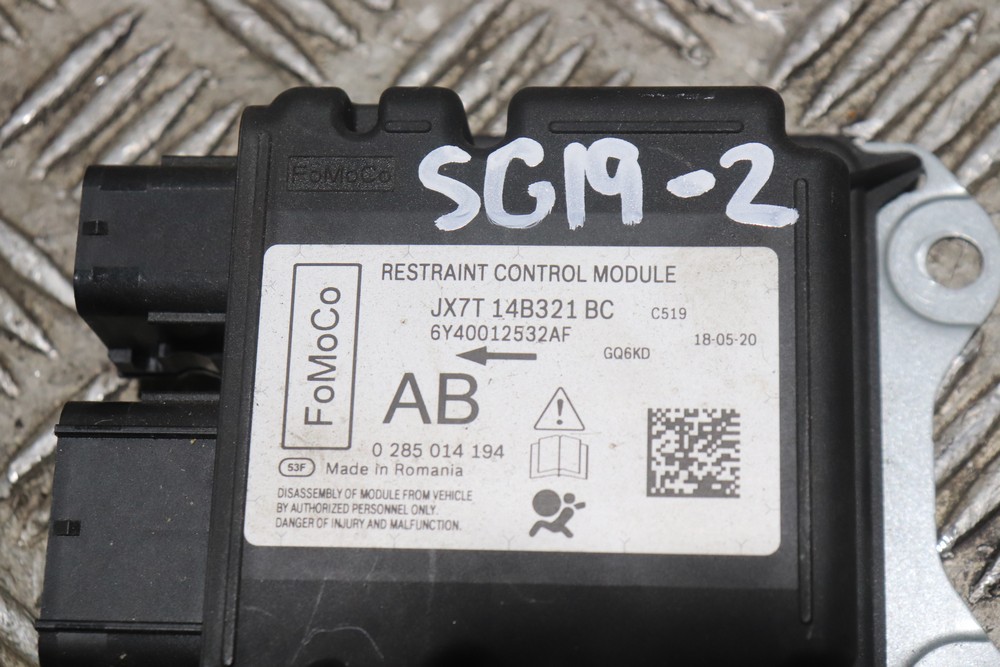 FoMoCo
SG19-2
FoMoCo
RESTRAINT CONTROL MODULE
JX7T 14B321 BC C519
6Y40012532AF
GQ6KD 18-05-20
AB
0 285 014 194
53F Made in Romania
DISASSEMBLY OF MODULE FROM VEHICLE
BY AUTHORIZED PERSONNEL ONLY.
DANGER OF INJURY AND MALFUNCTION.